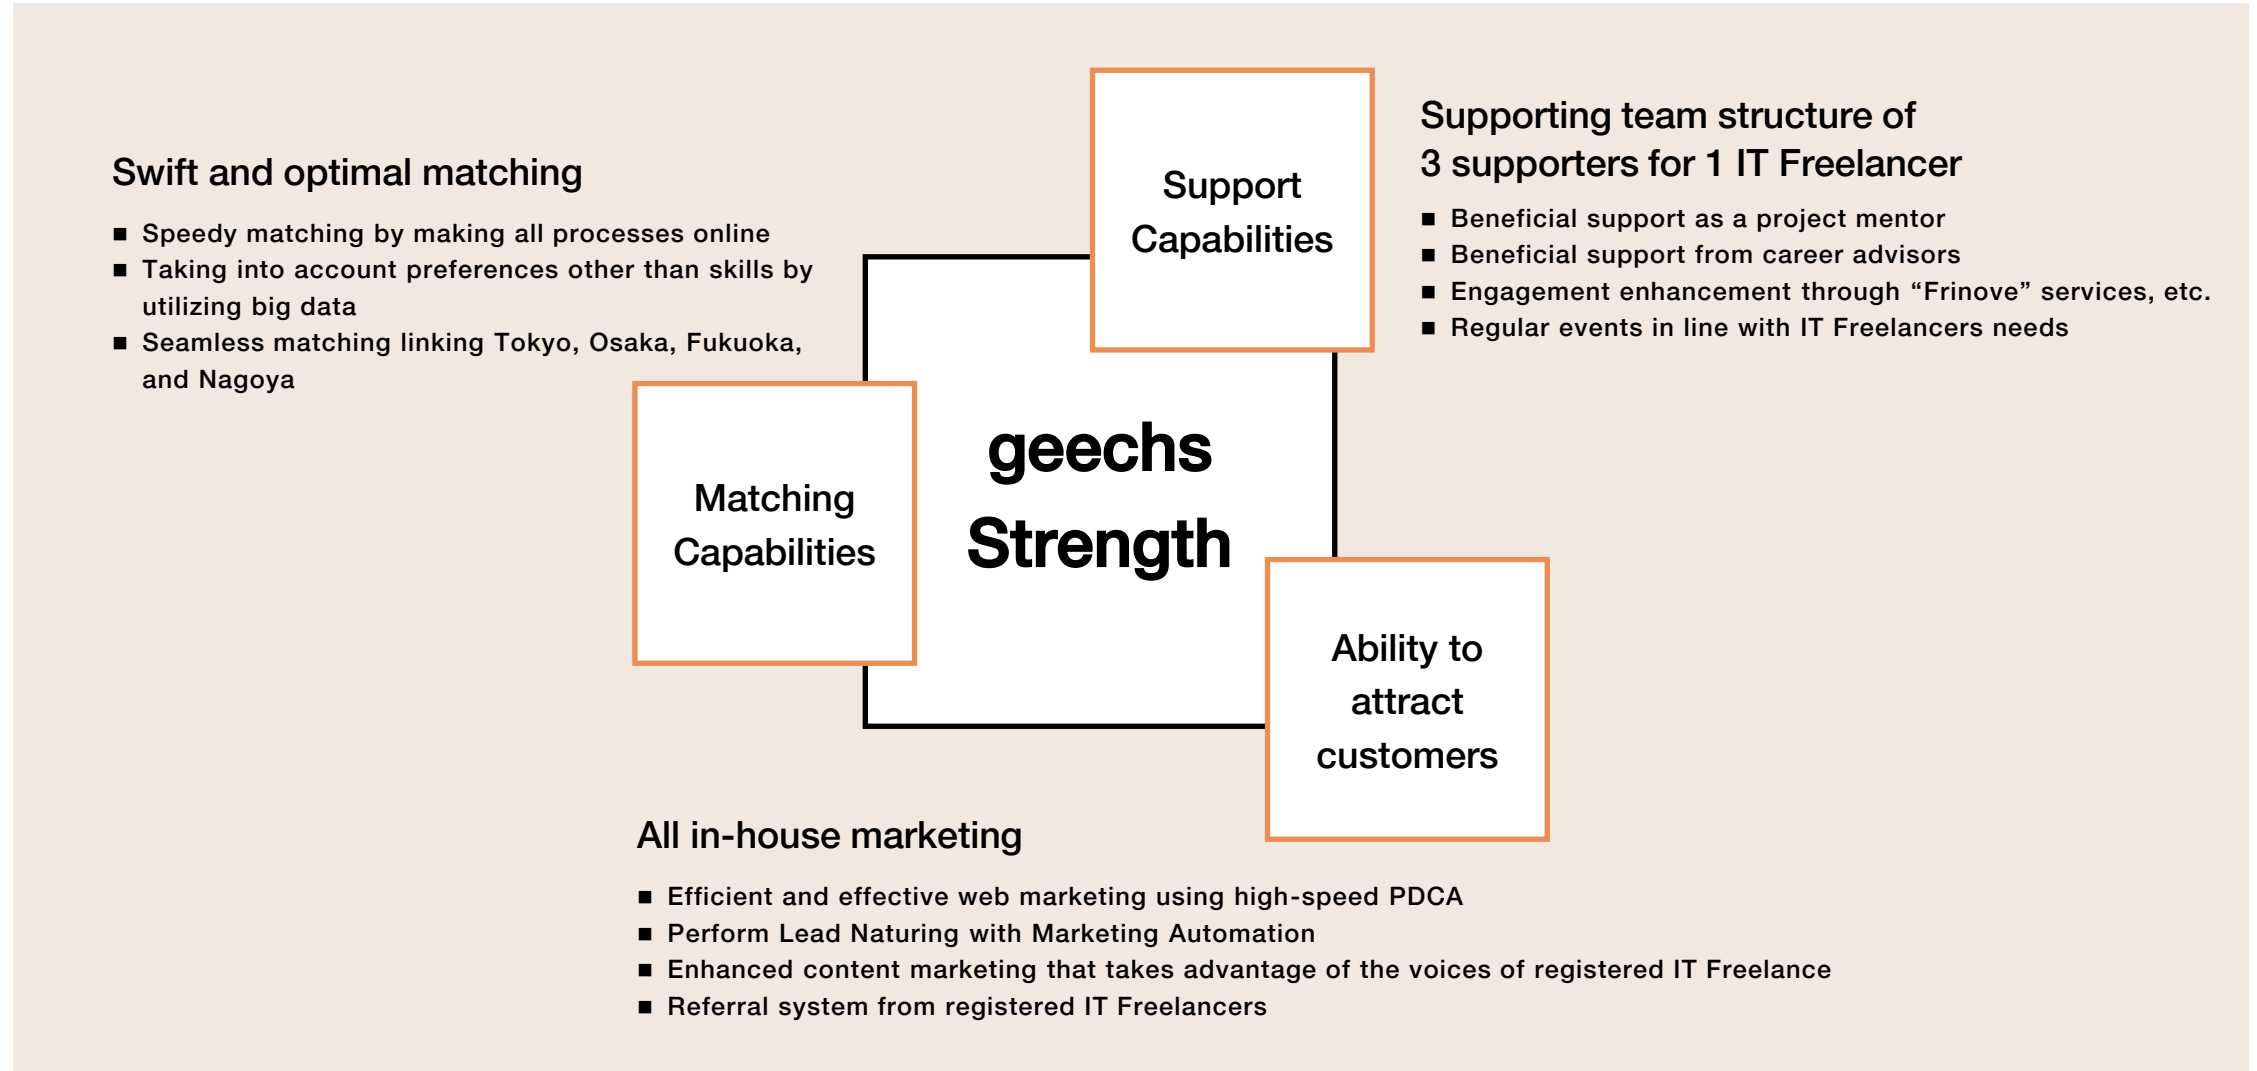 Swift and optimal matching
■ Speedy matching by making all processes online
■ Taking into account preferences other than skills by
utilizing big data
■ Seamless matching linking Tokyo, Osaka, Fukuoka,
and Nagoya
Support
Capabilities
Supporting team structure of
3 supporters for 1 IT Freelancer
■ Beneficial support as a project mentor
■ Beneficial support from career advisors
■ Engagement enhancement through “Frinove” services, etc.
■ Regular events in line with IT Freelancers needs
Matching
Capabilities
geechs
Strength
Ability to
attract
customers
All in-house marketing
■ Efficient and effective web marketing using high-speed PDCA
■ Perform Lead Naturing with Marketing Automation
■ Enhanced content marketing that takes advantage of the voices of registered IT Freelance
■ Referral system from registered IT Freelancers